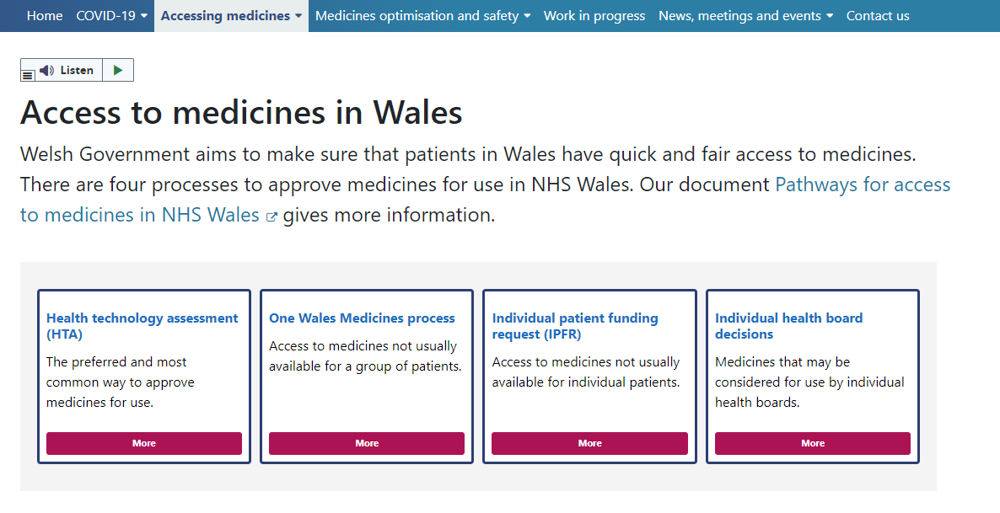 Home COVID-19 Accessing medicines Medicines optimisation and safety Work in progress News, meetings and events Contact us
Listen
Access to medicines in Wales
Welsh Government aims to make sure that patients in Wales have quick and fair access to medicines.
There are four processes to approve medicines for use in NHS Wales. Our document Pathways for access
to medicines in NHS Wales gives more information.
Health technology assessment
(HTA)
The preferred and most
common way to approve
medicines for use.
More
One Wales Medicines process
Access to medicines not usually
available for a group of patients.
More
Individual patient funding
request (IPFR)
Access to medicines not usually
available for individual patients.
More
Individual health board
decisions
Medicines that may be
considered for use by individual
health boards.
More